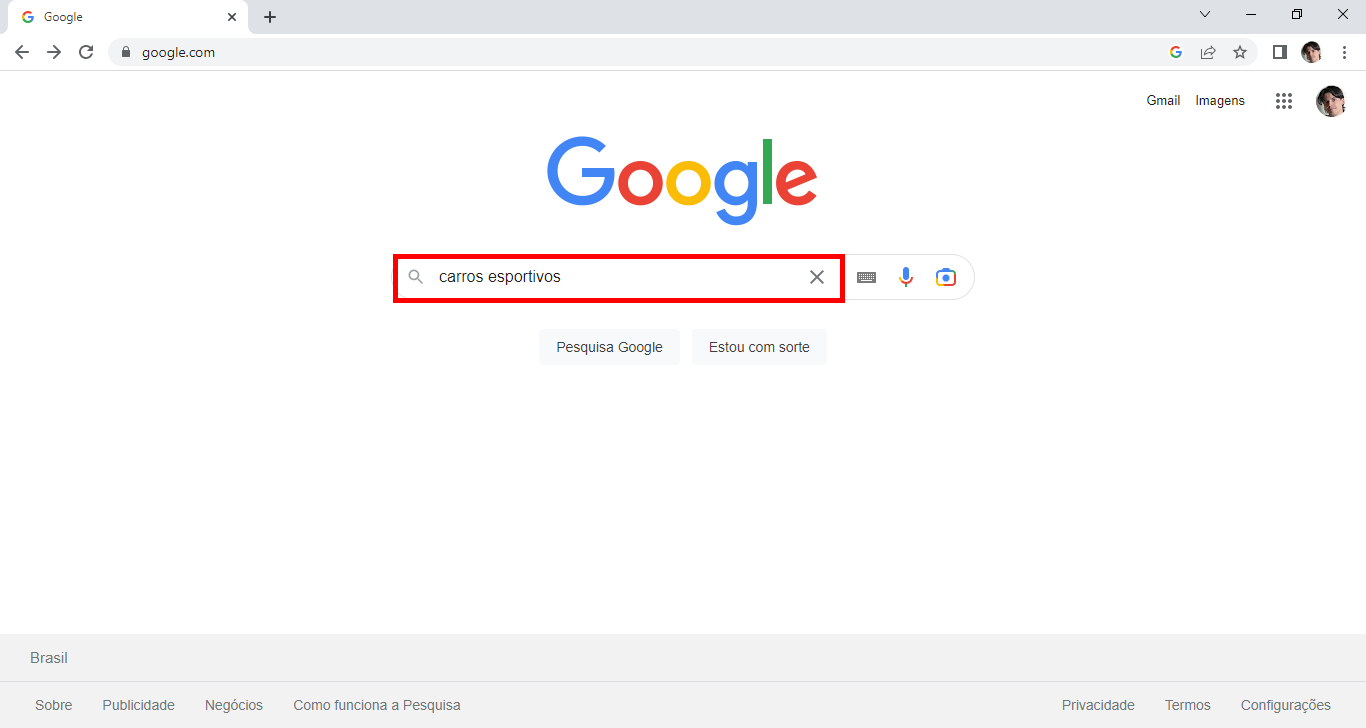 Google
google.com
Gmail Imagens
Google
carros esportivos
Pesquisa Google Estou com sorte
Brasil
Sobre Publicidade Negócios Como funciona a Pesquisa Privacidade Termos Configurações